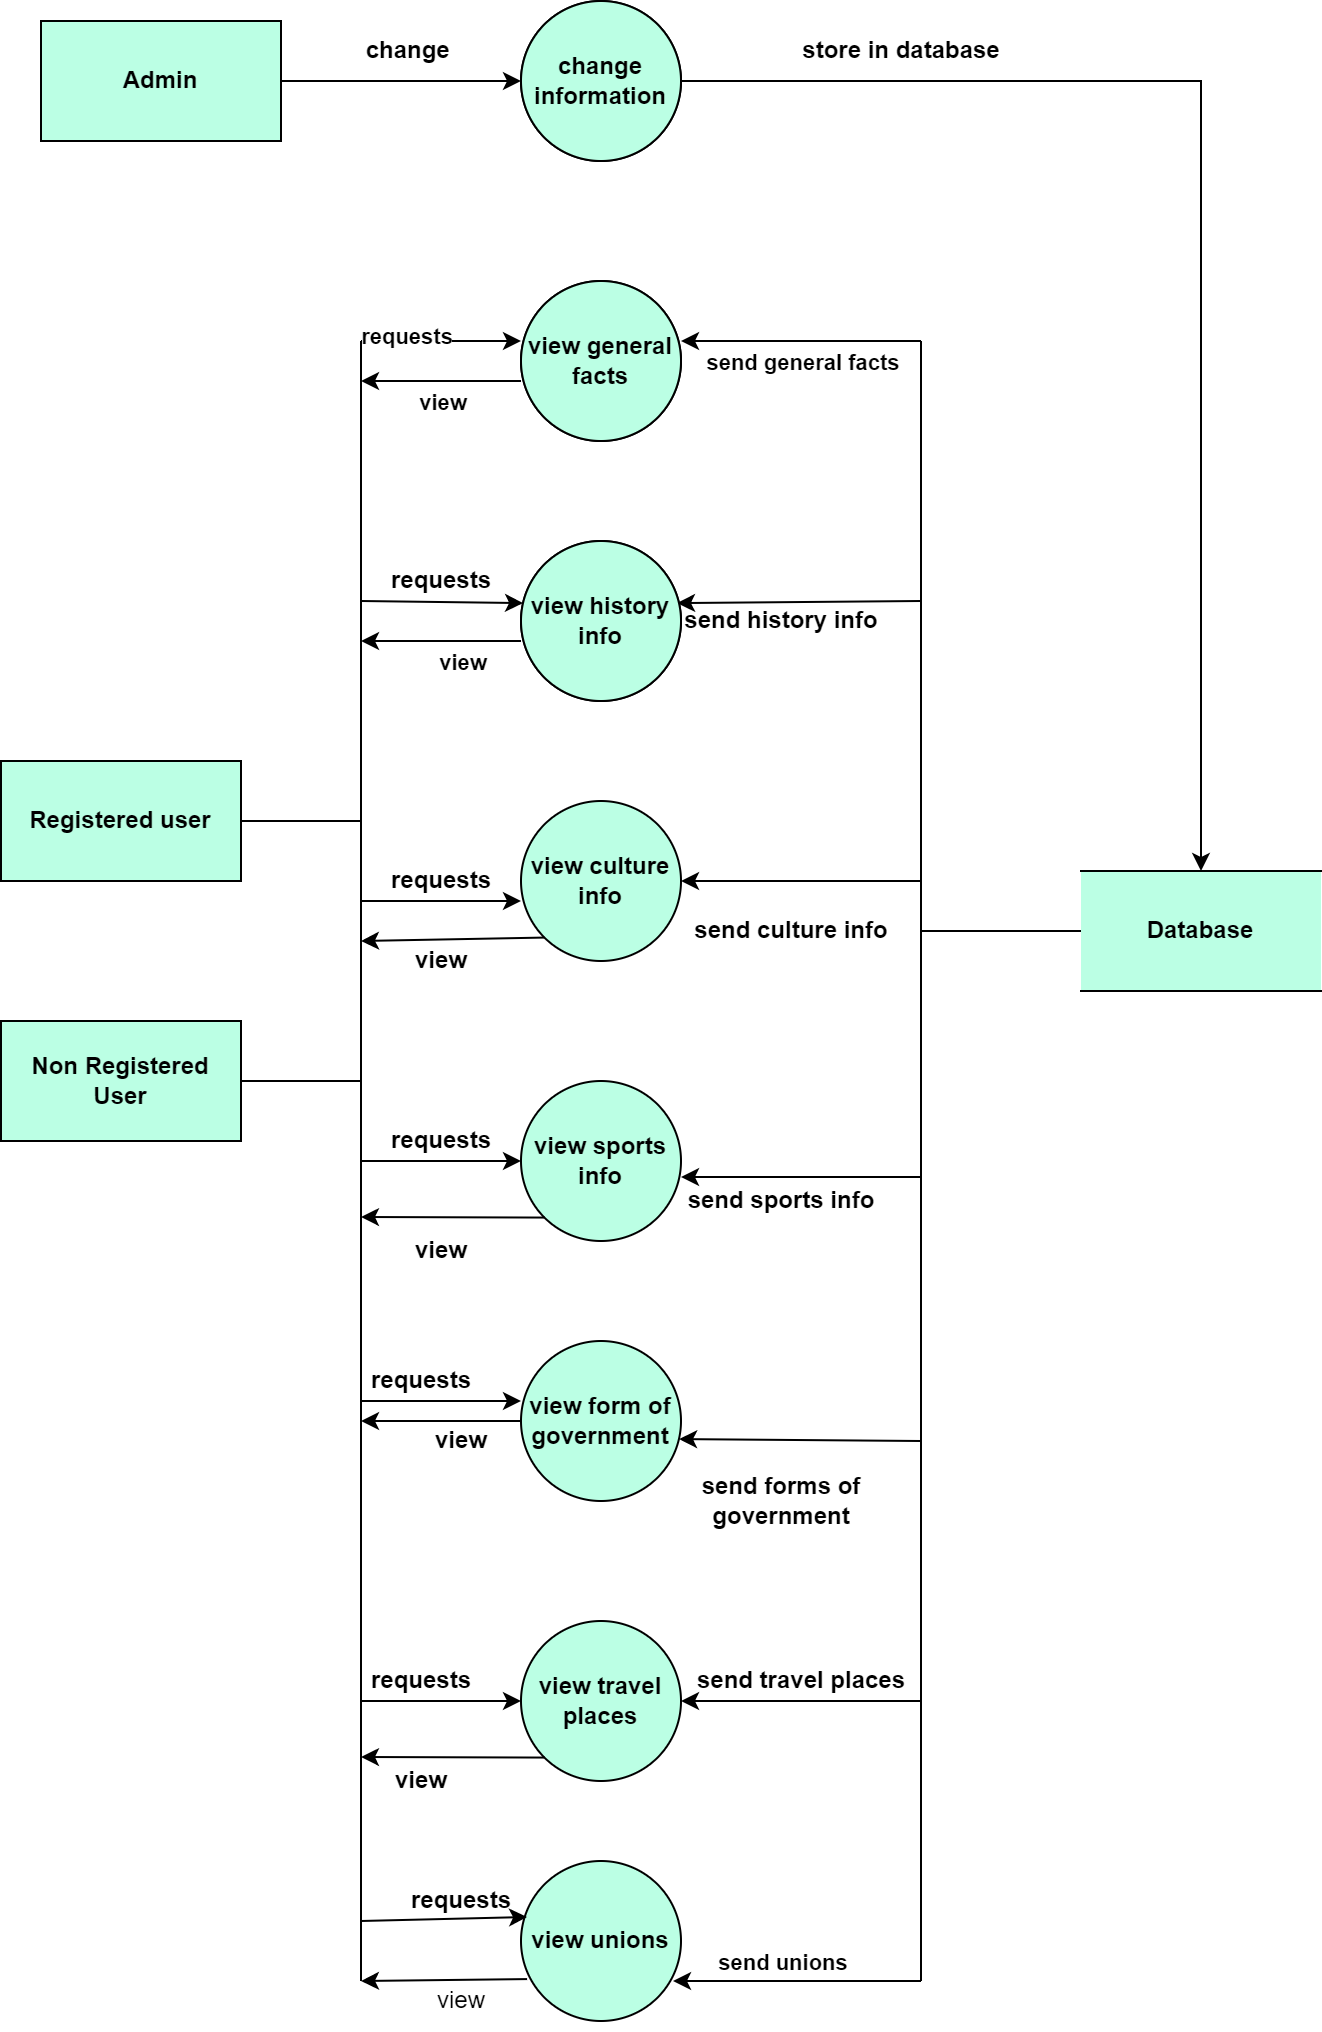 change
store in database
Admin
change
information
requests
view general
facts
send general facts
view
requests
view history
info
send history info
view
Registered user
requests
view culture
info
send culture info
view
Database
Non Registered
User
requests
view sports
info
send sports info
view
requests
view form of
government
view
send forms of
government
requests
view travel
places
send travel places
view
requests
view unions
send unions
view